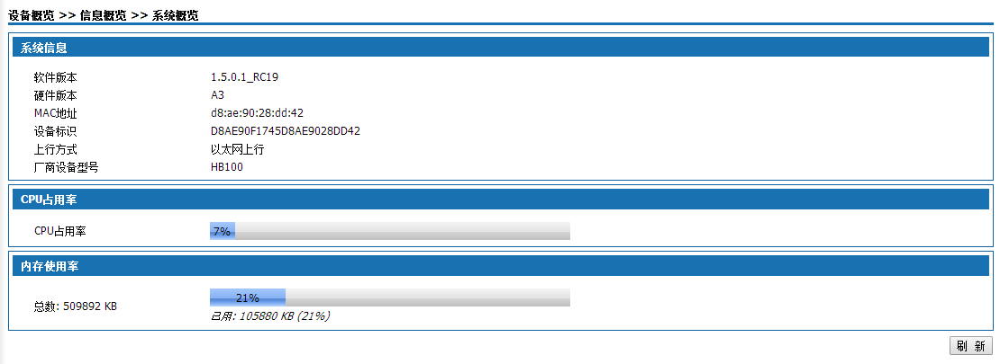 设备概览 >> 信息概览 >> 系统概览
系统信息
软件版本 1.5.0.1_RC19
硬件版本 A3
MAC地址 d8:ae:90:28:dd:42
设备标识 D8AE90F1745D8AE9028DD42
上行方式 以太网上行
厂商设备型号 HB100
CPU占用率
CPU占用率 7%
内存使用率
总数: 509892 KB 21%
己用: 105880 KB (21%)
刷 新